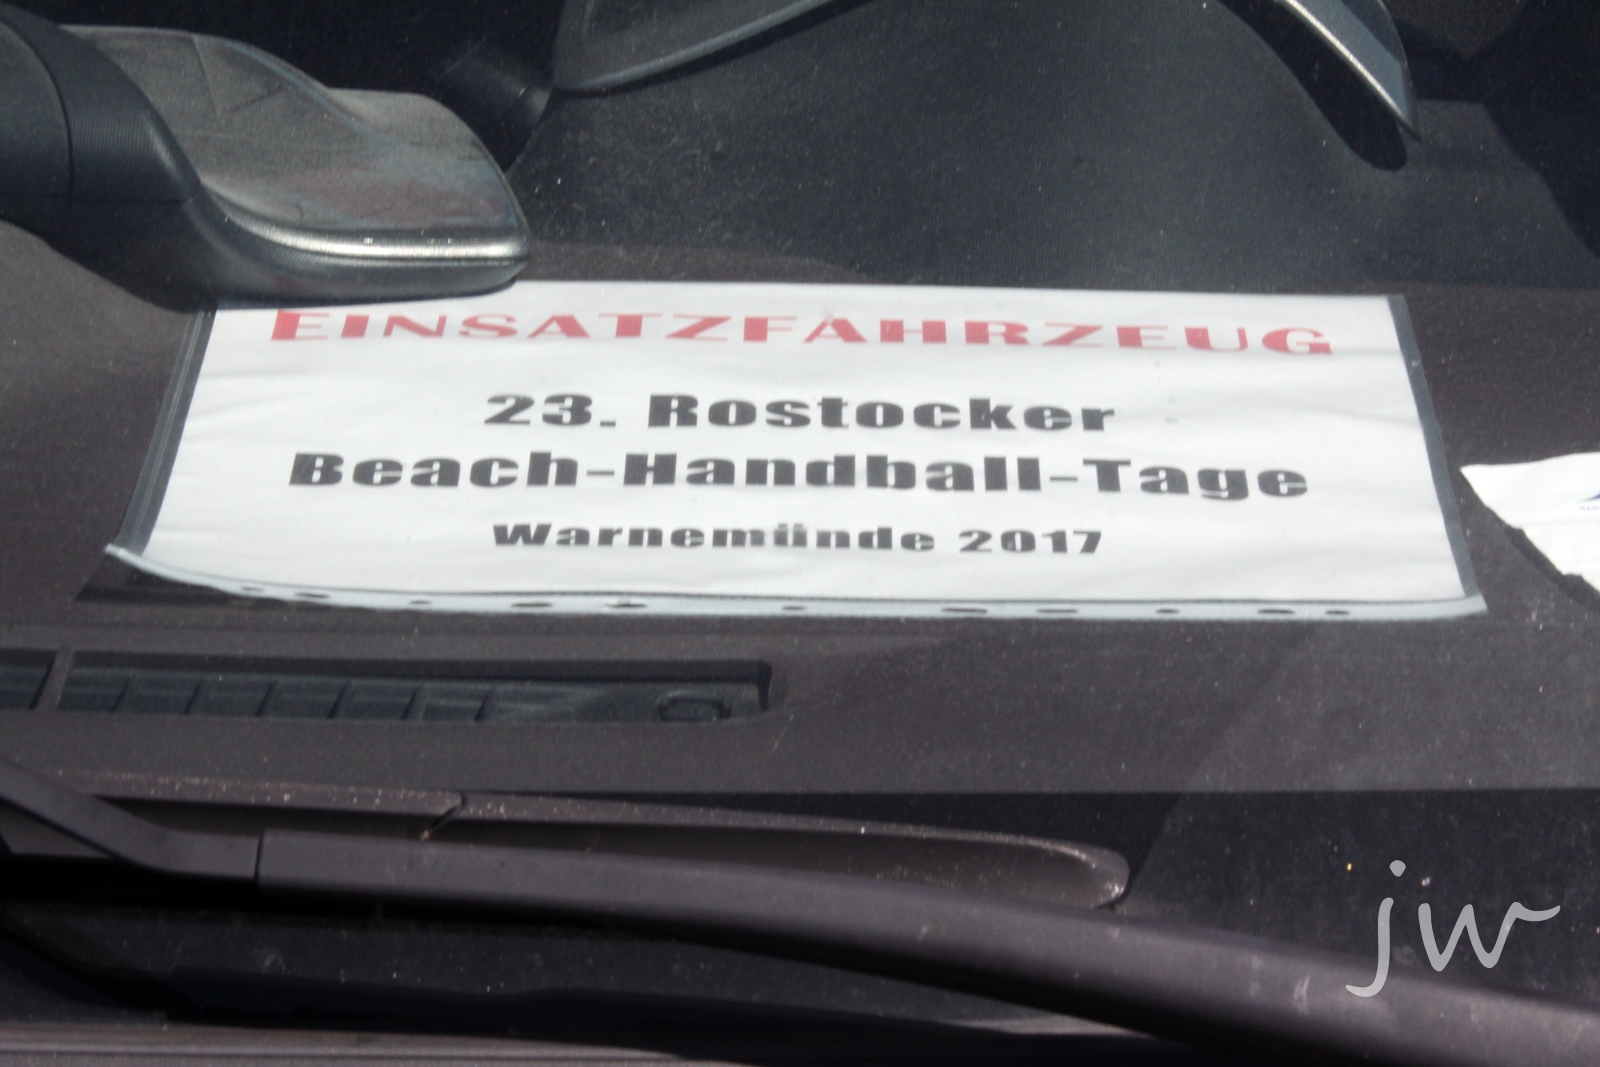 EINSATZFAHRZEUG
23. Rostocker
Beach-Handball-Tage
Warnemünde 2017
jw